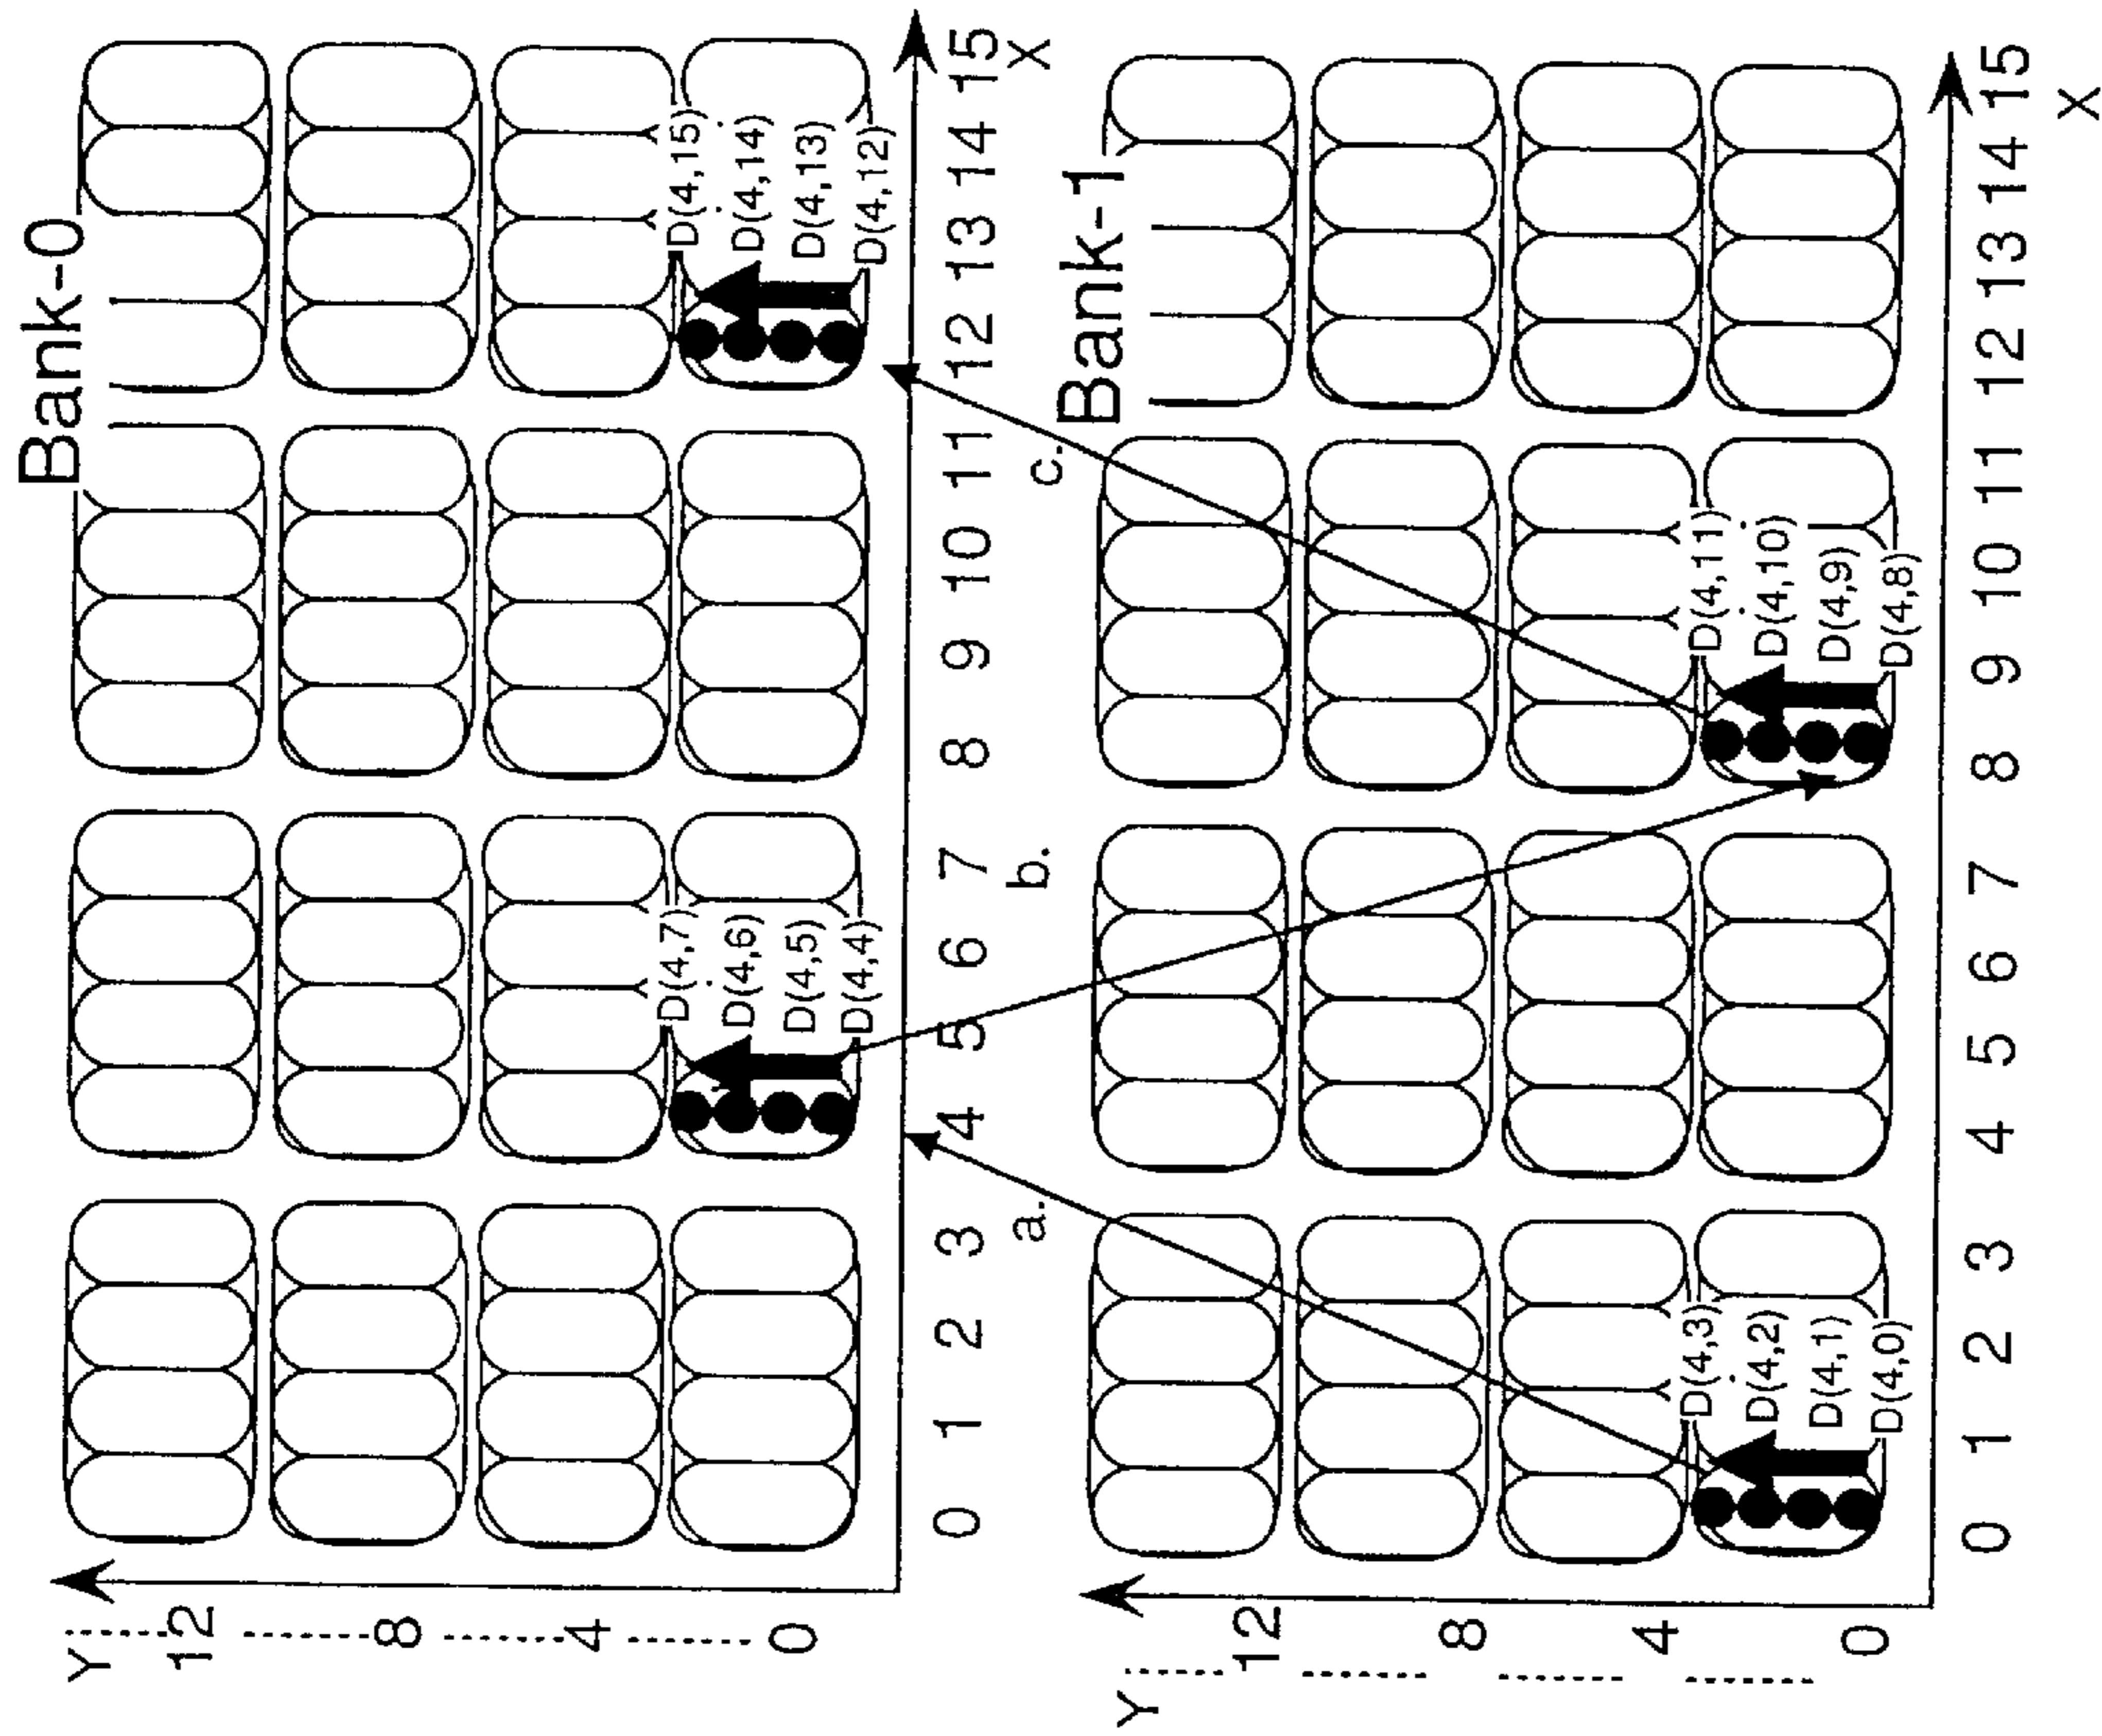 Bank-0
Y
12
8
4
0
D(4,7)
D(4,6)
D(4,5)
D(4,4)
D(4,15)
D(4,14)
D(4,13)
D(4,12)
0 1 2 3 4 5 6 7 8 9 10 11 12 13 14 15
X
a.
b.
c.
Bank-1
Y
12
8
4
0
D(4,3)
D(4,2)
D(4,1)
D(4,0)
D(4,11)
D(4,10)
D(4,9)
D(4,8)
0 1 2 3 4 5 6 7 8 9 10 11 12 13 14 15
X